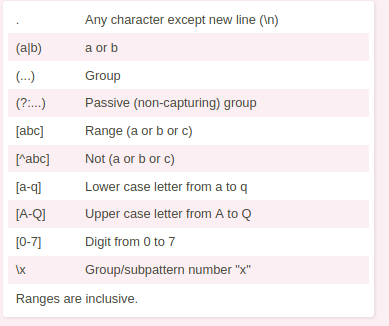 . Any character except new line (\n)
(a|b) a or b
(...) Group
(?:...) Passive (non-capturing) group
[abc] Range (a or b or c)
[^abc] Not (a or b or c)
[a-q] Lower case letter from a to q
[A-Q] Upper case letter from A to Q
[0-7] Digit from 0 to 7
\x Group/subpattern number "x"
Ranges are inclusive.